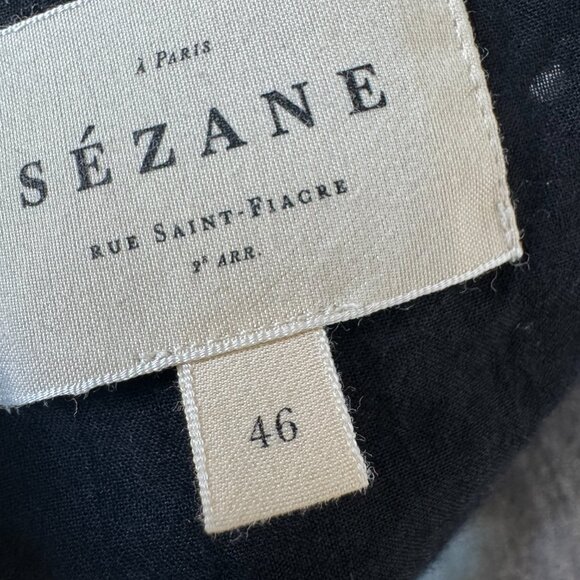 À PARIS
SÉZANE
RUE SAINT-FIACRE
2E ARR.
46